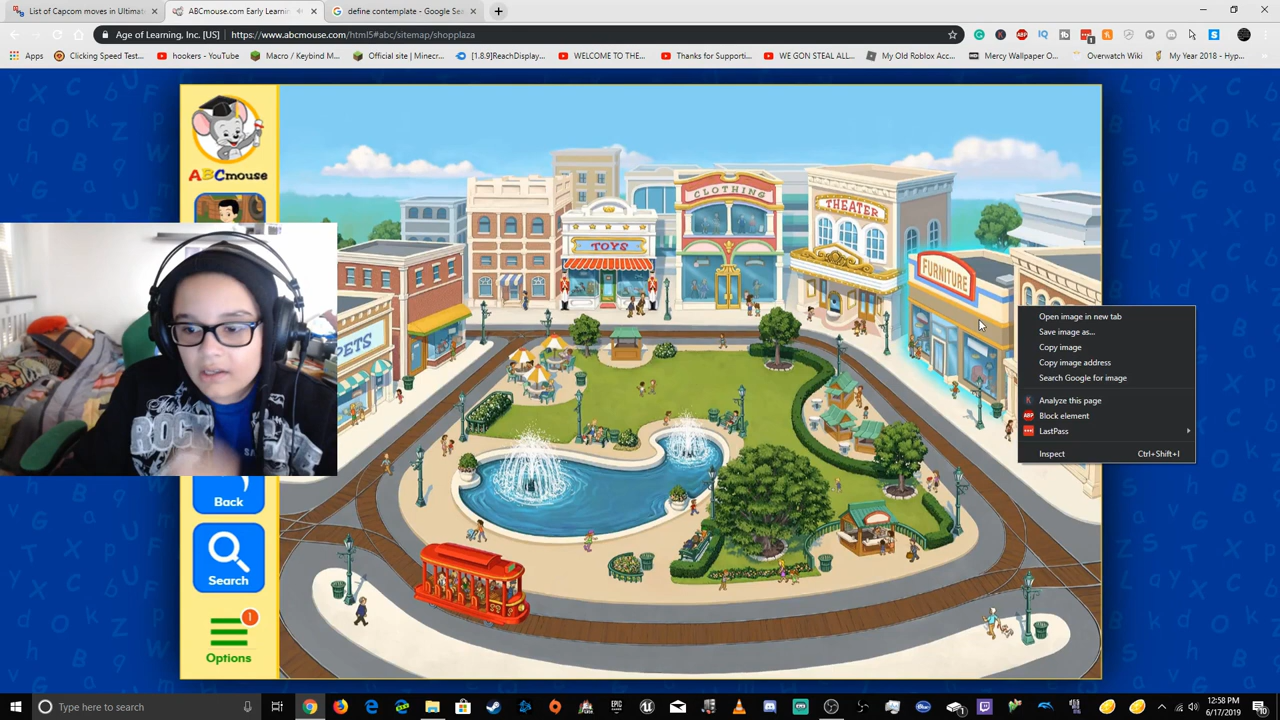 List of Capcom moves in Ultimat
ABCmouse.com Early Learni
define contemplate - Google Sea
Age of Learning, Inc. [US] | https://www.abcmouse.com/html5#abc/sitemap/shopplaza
Apps
Clicking Speed Test...
hookers - YouTube
Macro / Keybind M
Official site | Minecr
[1.8.9]ReachDisplay...
WELCOME TO THE...
Thanks for Supporti...
WE GON STEAL ALL...
My Old Roblox Acc...
Mercy Wallpaper O...
Overwatch Wiki
My Year 2018 - Hyp...
ABCmouse
TOYS
CLOTHING
THEATER
FURNITURE
PETS
Open image in new tab
Save image as...
Copy image
Copy image address
Search Google for image
Analyze this page
Block element
LastPass
Inspect Ctrl+Shift+I
ROCK
Back
Search
Options
Type here to search
12:58 PM
6/17/2019